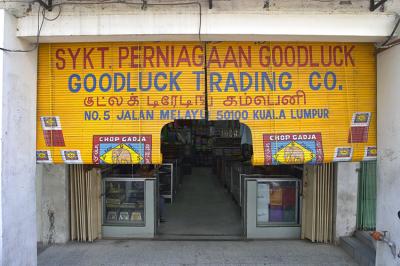 SYKT. PERNIAGAAN GOODLUCK
GOODLUCK TRADING CO.
குட்லக் டிரேடிங் கம்பெனி
NO.5 JALAN MELAYU 50100 KUALA LUMPUR
CHOP GADJA
CHOP GADJA